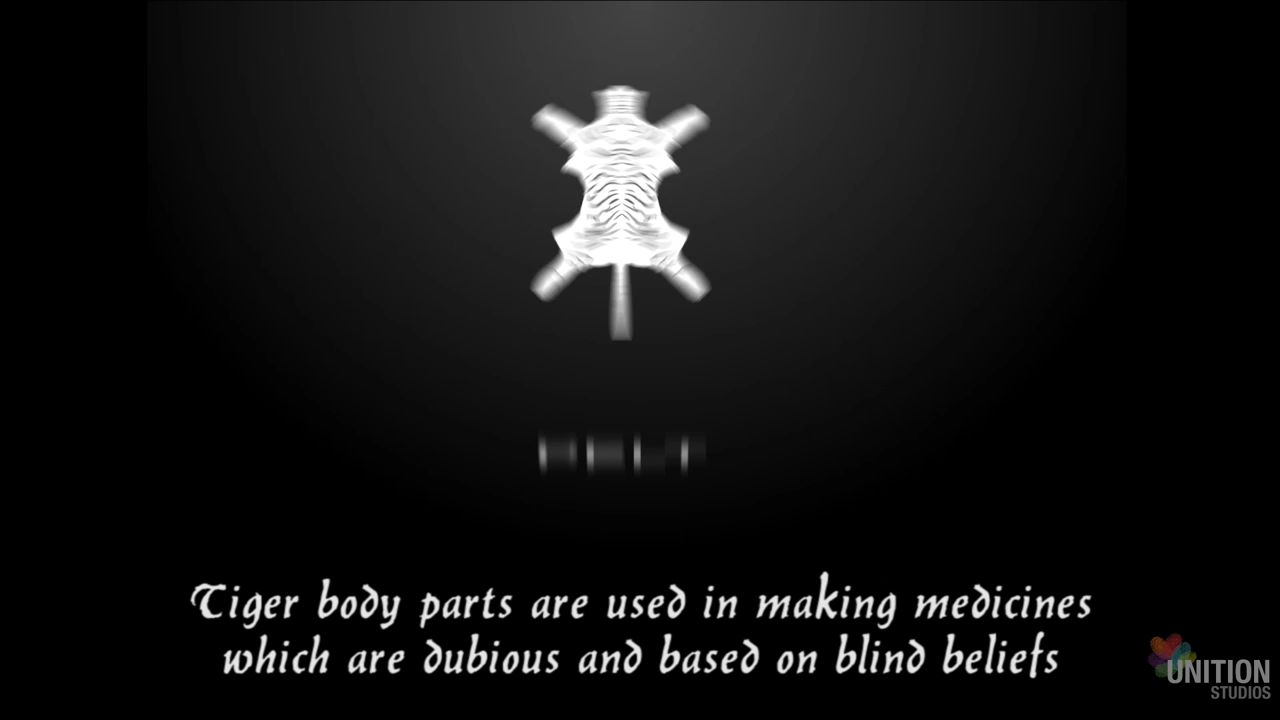 Tiger body parts are used in making medicines
which are dubious and based on blind beliefs
UNITION
STUDIOS